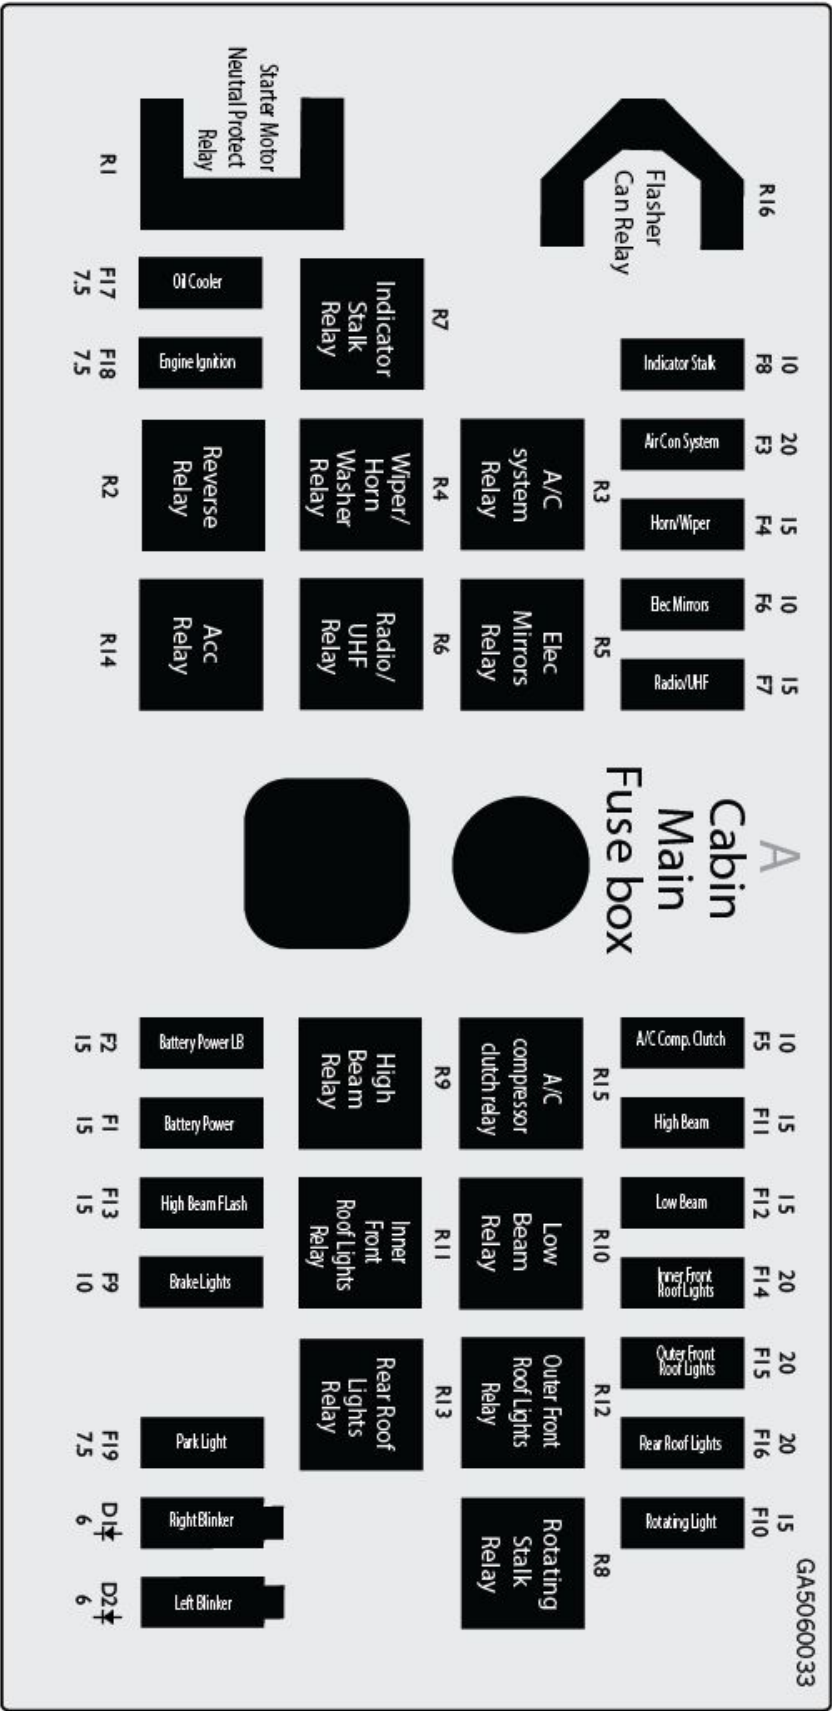 A
Cabin
Main
Fuse box
GA5060033
R16
Flasher
Can Relay
Starter Motor
Neutral Protect
Relay
R1
10
F8
Indicator Stalk
20
F3
Air Con System
15
F4
Horn/Wiper
10
F6
Elec Mirrors
15
F7
Radio/UHF
10
F5
A/C Comp. Clutch
15
F11
High Beam
15
F12
Low Beam
20
F14
Inner Front
Roof Lights
20
F15
Outer Front
Roof Lights
20
F16
Rear Roof Lights
15
F10
Rotating Light
R3
A/C
system
Relay
R5
Elec
Mirrors
Relay
R15
A/C
compressor
clutch relay
R10
Low
Beam
Relay
R12
Outer Front
Roof Lights
Relay
R8
Rotating
Stalk
Relay
R7
Indicator
Stalk
Relay
R4
Wiper/
Horn
Washer
Relay
R6
Radio/
UHF
Relay
R9
High
Beam
Relay
R11
Inner
Front
Roof Lights
Relay
R13
Rear Roof
Lights
Relay
Oil Cooler
F17
7.5
Engine Ignition
F18
7.5
Reverse
Relay
R2
Acc
Relay
R14
Battery Power LB
F2
15
Battery Power
F1
15
High Beam FLash
F13
15
Brake Lights
F9
10
Park Light
F19
7.5
Right Blinker
D1
6
Left Blinker
D2
6